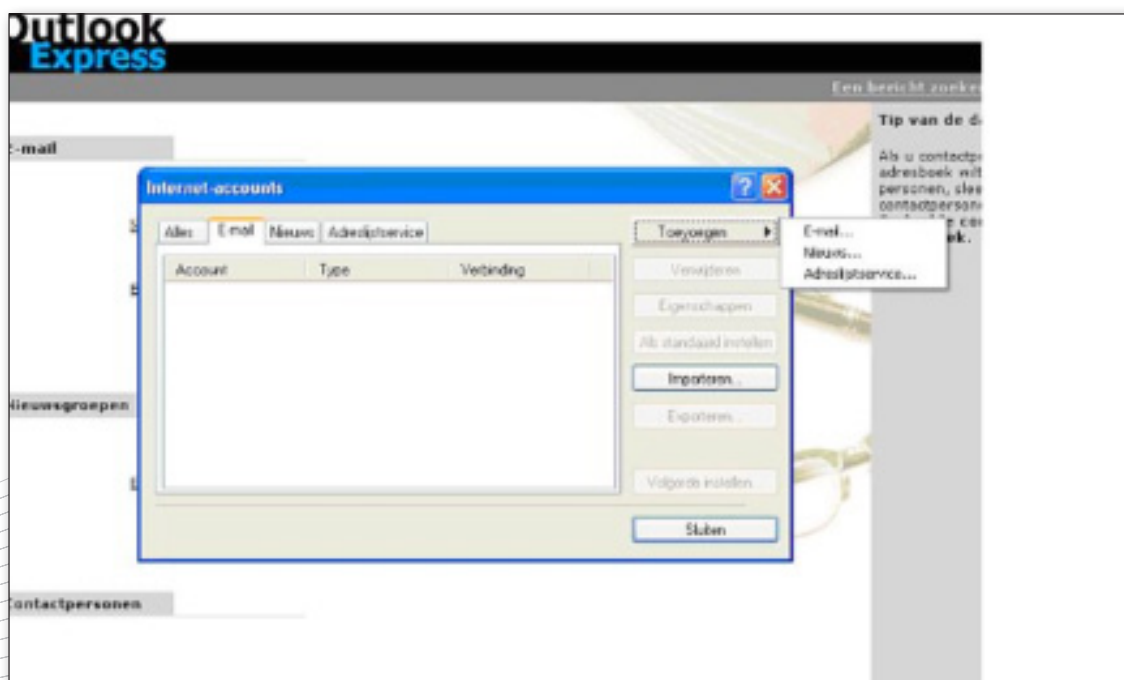 Outlook
Express
Een bericht zoeken
Tip van de d
E-mail
Als u contactp
adresboek wilt
personen, slee
contactperson
Internet-accounts
Alles E-mail Nieuws Adreslijstservice
Account Type Verbinding
Toevoegen
Verwijderen
Eigenschappen
Als standaard instellen
Importeren...
Exporteren...
Volgorde instellen...
Sluiten
E-mail...
Nieuws...
Adreslijstservice...
ek.
Nieuwsgroepen
Contactpersonen